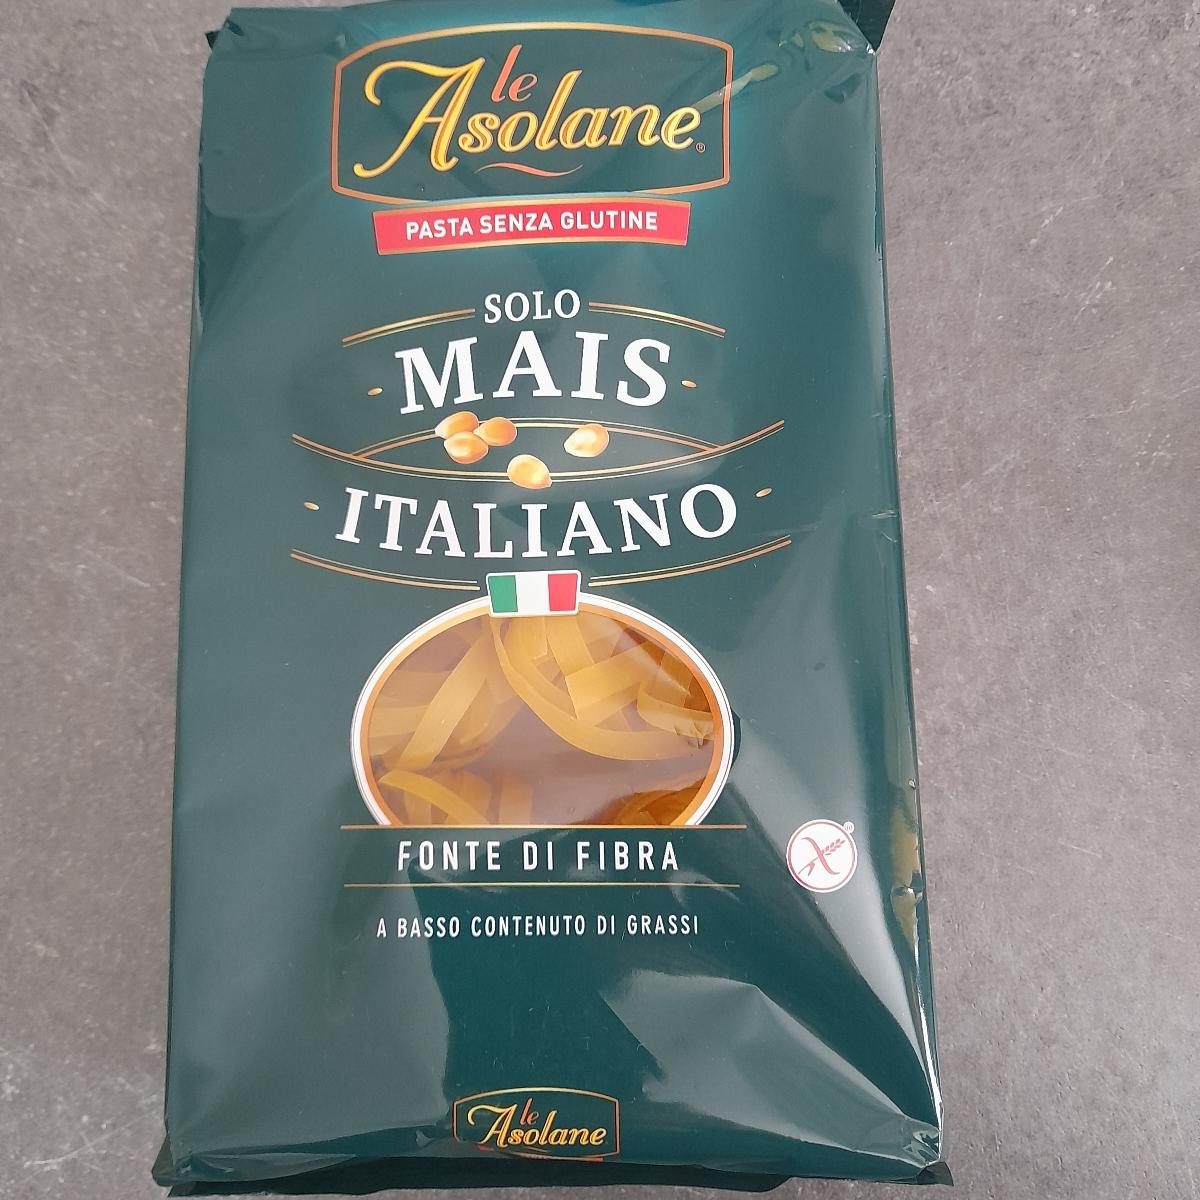 le
Asolane®
PASTA SENZA GLUTINE
SOLO
MAIS
ITALIANO
FONTE DI FIBRA
A BASSO CONTENUTO DI GRASSI
le
Asolane